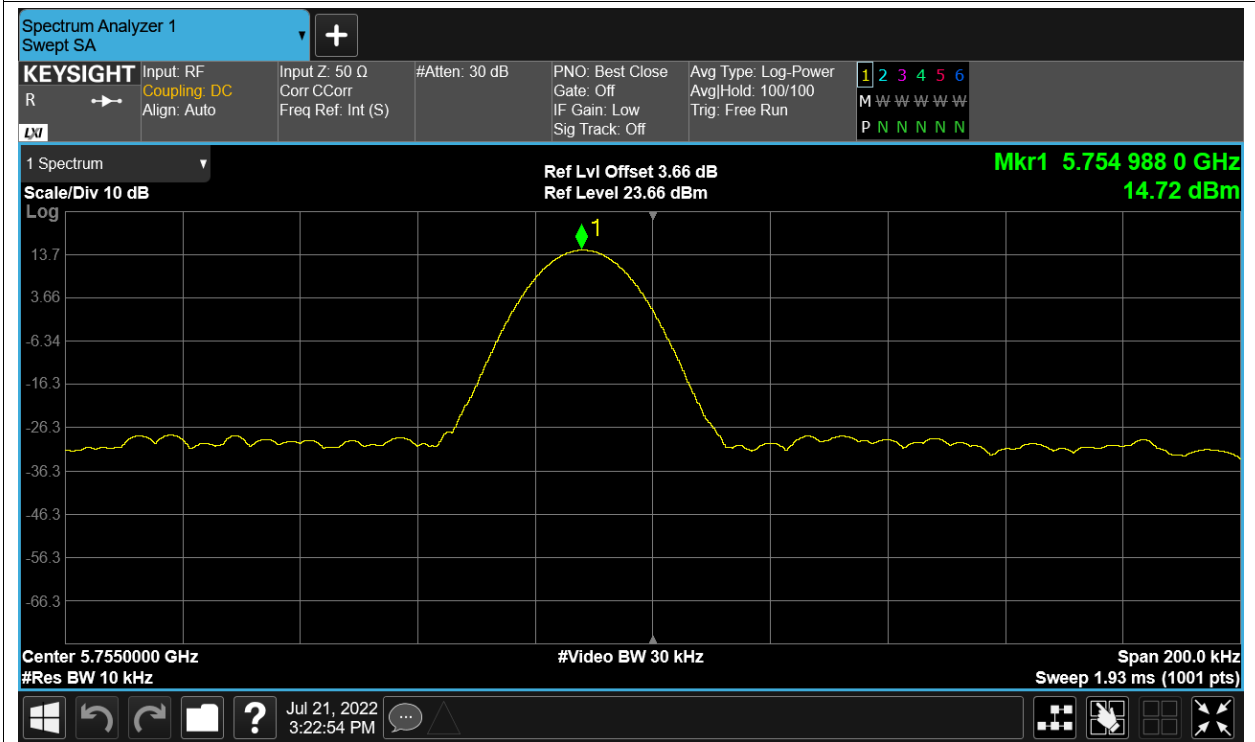 Spectrum Analyzer 1
Swept SA
KEYSIGHT
R
LXI
Input: RF
Coupling: DC
Align: Auto
Input Z: 50 Ω
Corr CCorr
Freq Ref: Int (S)
#Atten: 30 dB
PNO: Best Close
Gate: Off
IF Gain: Low
Sig Track: Off
Avg Type: Log-Power
Avg|Hold: 100/100
Trig: Free Run
1 2 3 4 5 6
M W W W W W
P N N N N N
1 Spectrum
Scale/Div 10 dB
Log
Ref Lvl Offset 3.66 dB
Ref Level 23.66 dBm
Mkr1 5.754 988 0 GHz
14.72 dBm
1
13.7
3.66
-6.34
-16.3
-26.3
-36.3
-46.3
-56.3
-66.3
Center 5.7550000 GHz
#Res BW 10 kHz
#Video BW 30 kHz
Span 200.0 kHz
Sweep 1.93 ms (1001 pts)
?
Jul 21, 2022
3:22:54 PM